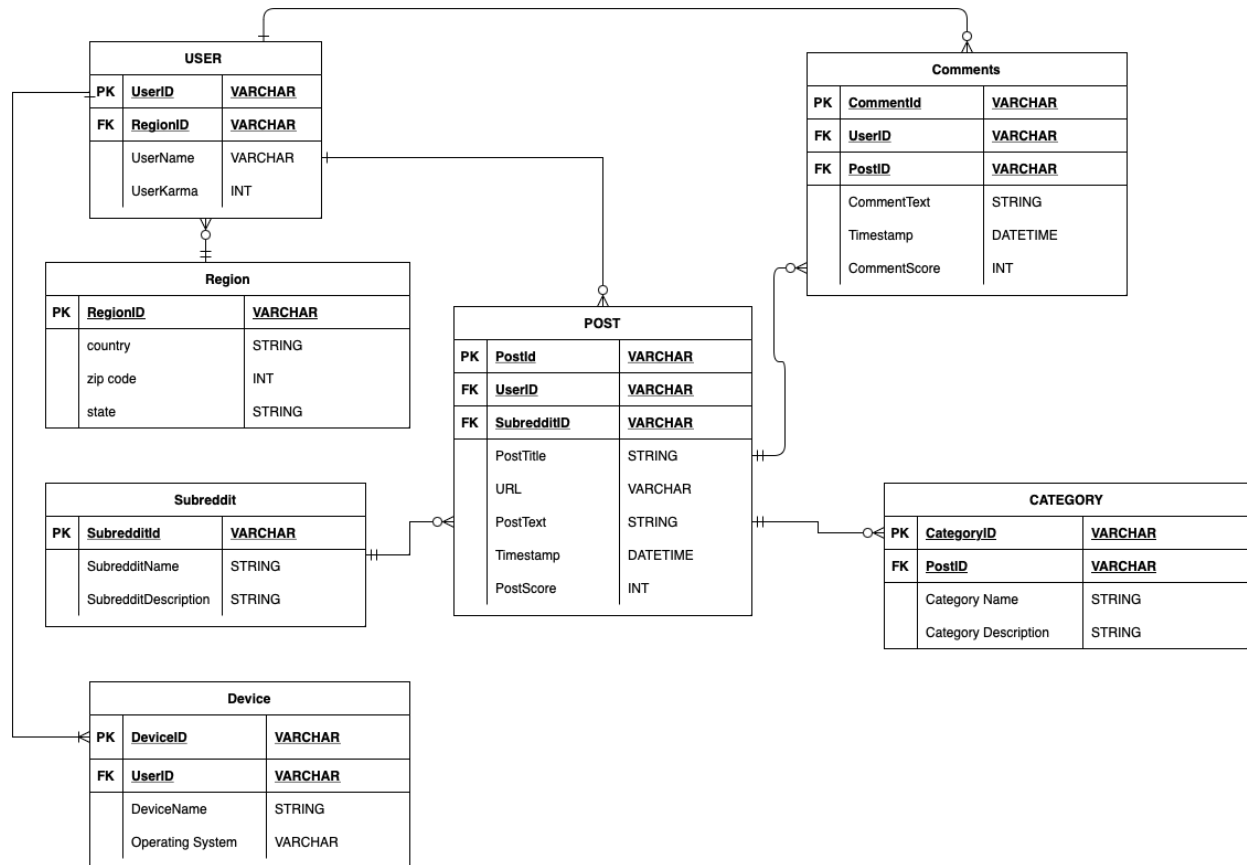 USER
PK UserID VARCHAR
FK RegionID VARCHAR
UserName VARCHAR
UserKarma INT
Comments
PK CommentId VARCHAR
FK UserID VARCHAR
FK PostID VARCHAR
CommentText STRING
Timestamp DATETIME
CommentScore INT
Region
PK RegionID VARCHAR
country STRING
zip code INT
state STRING
POST
PK PostId VARCHAR
FK UserID VARCHAR
FK SubredditID VARCHAR
PostTitle STRING
URL VARCHAR
PostText STRING
Timestamp DATETIME
PostScore INT
Subreddit
PK SubredditId VARCHAR
SubredditName STRING
SubredditDescription STRING
CATEGORY
PK CategoryID VARCHAR
FK PostID VARCHAR
Category Name STRING
Category Description STRING
Device
PK DeviceID VARCHAR
FK UserID VARCHAR
DeviceName STRING
Operating System VARCHAR